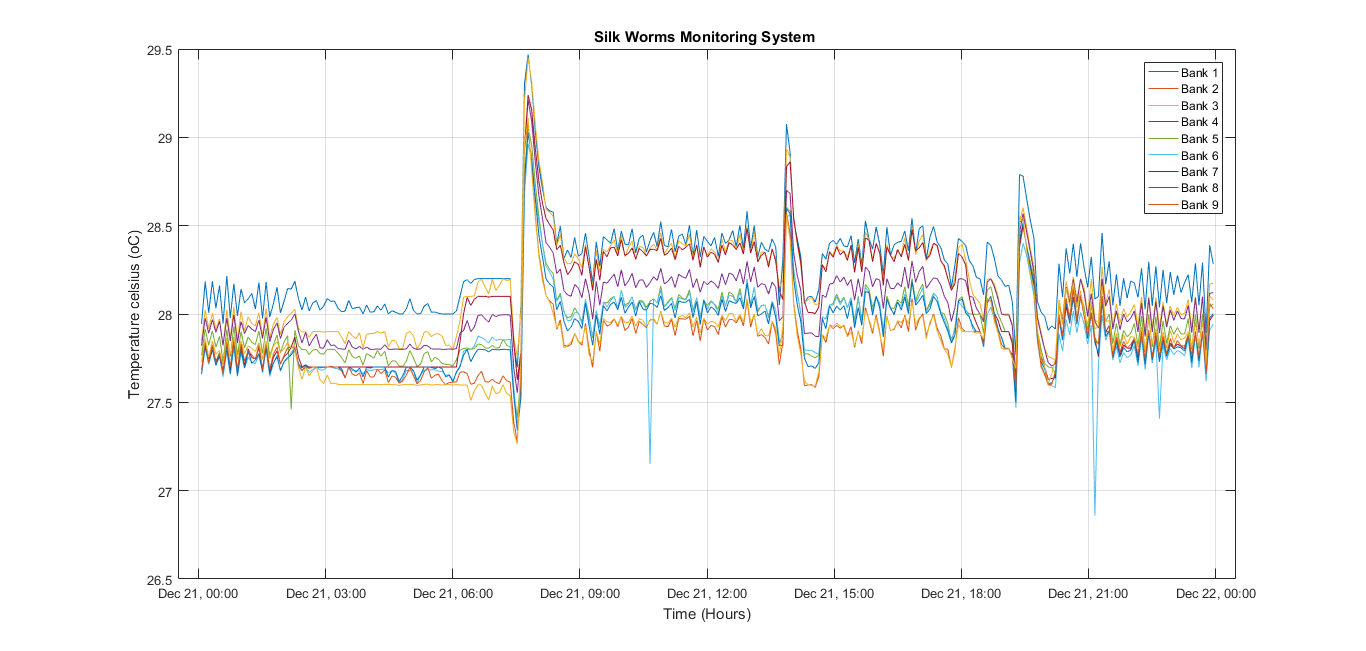 Silk Worms Monitoring System
29.5
29
28.5
28
27.5
27
26.5
Temperature celsius (oC)
Dec 21, 00:00
Dec 21, 03:00
Dec 21, 06:00
Dec 21, 09:00
Dec 21, 12:00
Dec 21, 15:00
Dec 21, 18:00
Dec 21, 21:00
Dec 22, 00:00
Time (Hours)
Bank 1
Bank 2
Bank 3
Bank 4
Bank 5
Bank 6
Bank 7
Bank 8
Bank 9